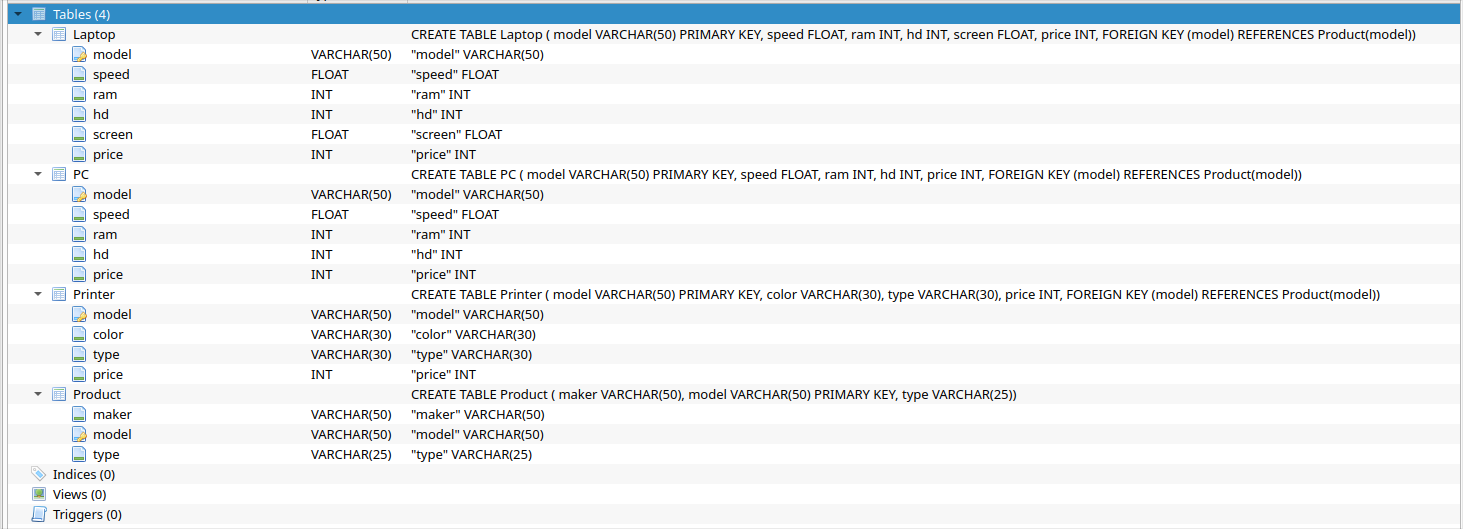 Tables (4)
Laptop CREATE TABLE Laptop ( model VARCHAR(50) PRIMARY KEY, speed FLOAT, ram INT, hd INT, screen FLOAT, price INT, FOREIGN KEY (model) REFERENCES Product(model))
model VARCHAR(50) "model" VARCHAR(50)
speed FLOAT "speed" FLOAT
ram INT "ram" INT
hd INT "hd" INT
screen FLOAT "screen" FLOAT
price INT "price" INT
PC CREATE TABLE PC ( model VARCHAR(50) PRIMARY KEY, speed FLOAT, ram INT, hd INT, price INT, FOREIGN KEY (model) REFERENCES Product(model))
model VARCHAR(50) "model" VARCHAR(50)
speed FLOAT "speed" FLOAT
ram INT "ram" INT
hd INT "hd" INT
price INT "price" INT
Printer CREATE TABLE Printer ( model VARCHAR(50) PRIMARY KEY, color VARCHAR(30), type VARCHAR(30), price INT, FOREIGN KEY (model) REFERENCES Product(model))
model VARCHAR(50) "model" VARCHAR(50)
color VARCHAR(30) "color" VARCHAR(30)
type VARCHAR(30) "type" VARCHAR(30)
price INT "price" INT
Product CREATE TABLE Product ( maker VARCHAR(50), model VARCHAR(50) PRIMARY KEY, type VARCHAR(25))
maker VARCHAR(50) "maker" VARCHAR(50)
model VARCHAR(50) "model" VARCHAR(50)
type VARCHAR(25) "type" VARCHAR(25)
Indices (0)
Views (0)
Triggers (0)